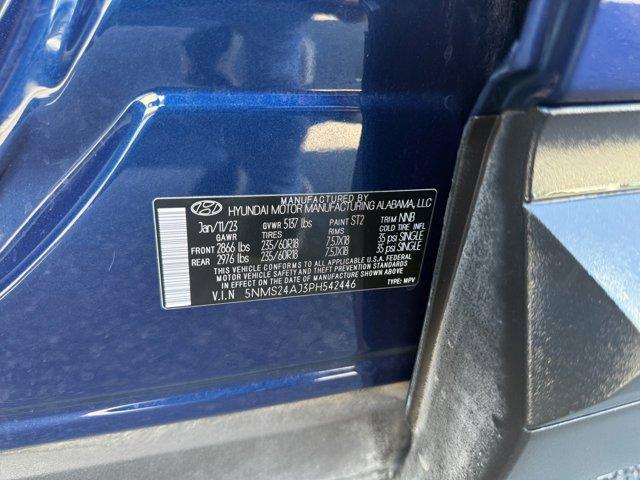 MANUFACTURED BY
HYUNDAI MOTOR MANUFACTURING ALABAMA, LLC
Jan/11/23 GVWR 5137 lbs PAINT ST2 TRIM NNB
GAWR TIRES RIMS COLD TIRE INFL
FRONT 2866 lbs 235/60R18 7.5JX18 35 psi SINGLE
REAR 2976 lbs 235/60R18 7.5JX18 35 psi SINGLE
THIS VEHICLE CONFORMS TO ALL APPLICABLE U.S.A. FEDERAL
MOTOR VEHICLE SAFETY AND THEFT PREVENTION STANDARDS
IN EFFECT ON THE DATE OF MANUFACTURE SHOWN ABOVE.
V.I.N 5NMS24AJ3PH542446 TYPE: MPV